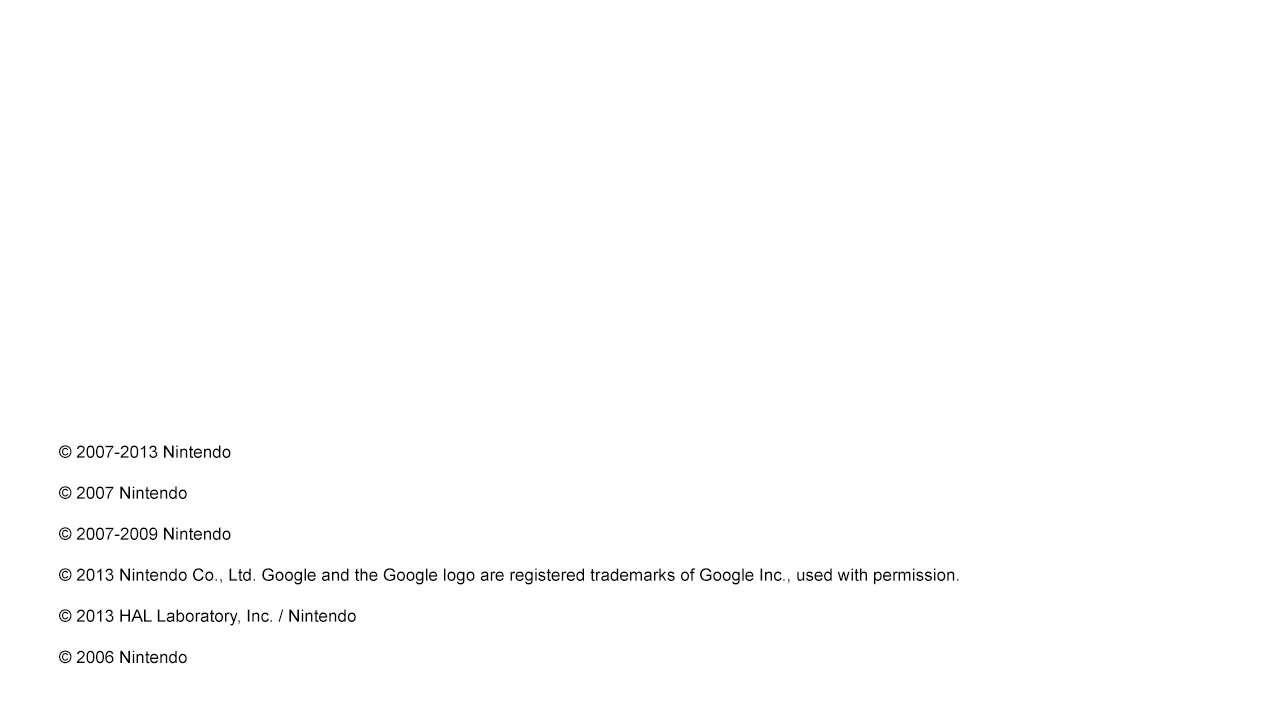 © 2007-2013 Nintendo
© 2007 Nintendo
© 2007-2009 Nintendo
© 2013 Nintendo Co., Ltd. Google and the Google logo are registered trademarks of Google Inc., used with permission.
© 2013 HAL Laboratory, Inc. / Nintendo
© 2006 Nintendo